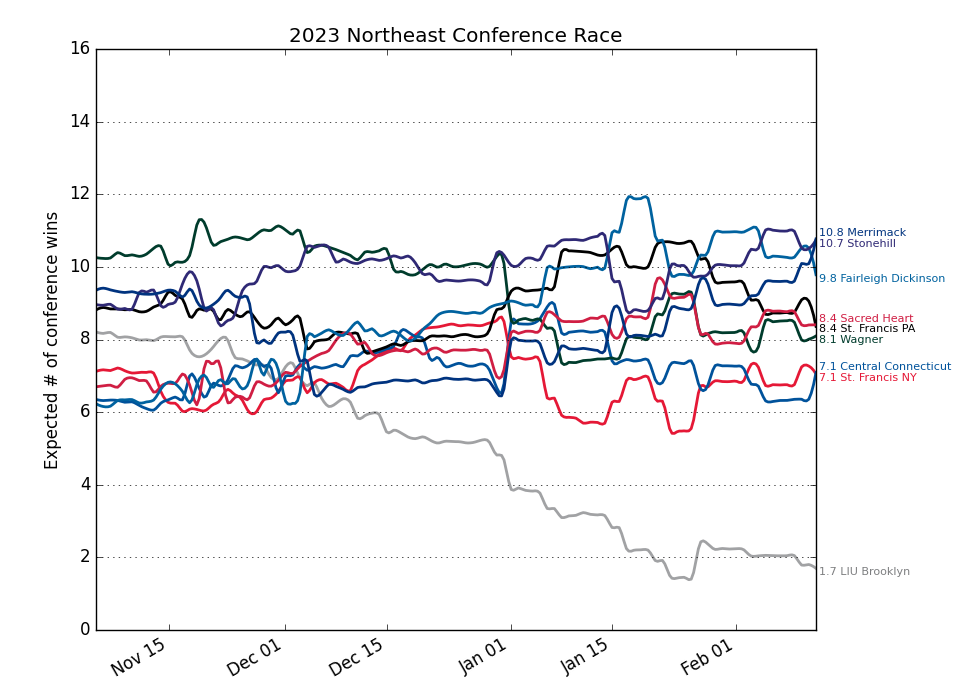 2023 Northeast Conference Race
Expected # of conference wins
16
14
12
10
8
6
4
2
0
Nov 15
Dec 01
Dec 15
Jan 01
Jan 15
Feb 01
10.8 Merrimack
10.7 Stonehill
9.8 Fairleigh Dickinson
8.4 Sacred Heart
8.4 St. Francis PA
8.1 Wagner
7.1 Central Connecticut
7.1 St. Francis NY
1.7 LIU Brooklyn